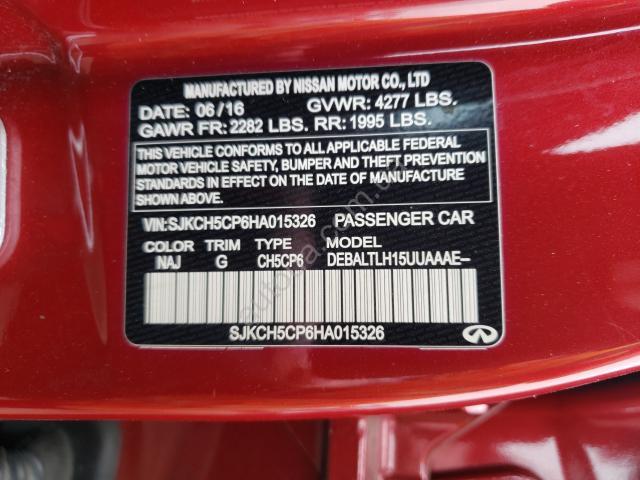 MANUFACTURED BY NISSAN MOTOR CO., LTD
DATE: 06/16 GVWR: 4277 LBS.
GAWR FR: 2282 LBS. RR: 1995 LBS.
THIS VEHICLE CONFORMS TO ALL APPLICABLE FEDERAL
MOTOR VEHICLE SAFETY, BUMPER AND THEFT PREVENTION
STANDARDS IN EFFECT ON THE DATE OF MANUFACTURE
SHOWN ABOVE.
VIN:SJKCH5CP6HA015326 PASSENGER CAR
COLOR TRIM TYPE MODEL
NAJ G CH5CP6 DEBALTLH15UUAAAE-
SJKCH5CP6HA015326